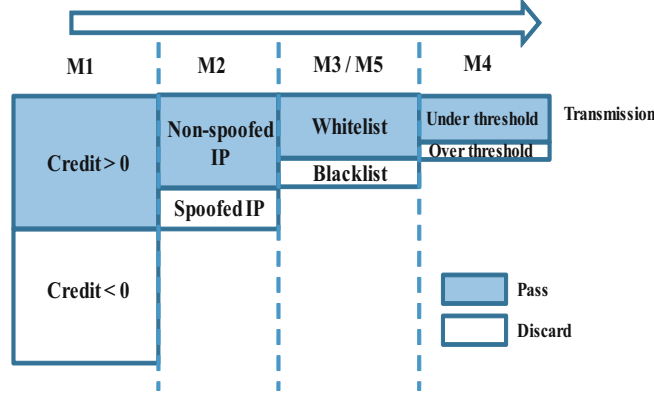 M1
M2
M3 / M5
M4
Credit > 0
Non-spoofed
IP
Whitelist
Under threshold
Transmission
Over threshold
Blacklist
Spoofed IP
Credit < 0
Pass
Discard